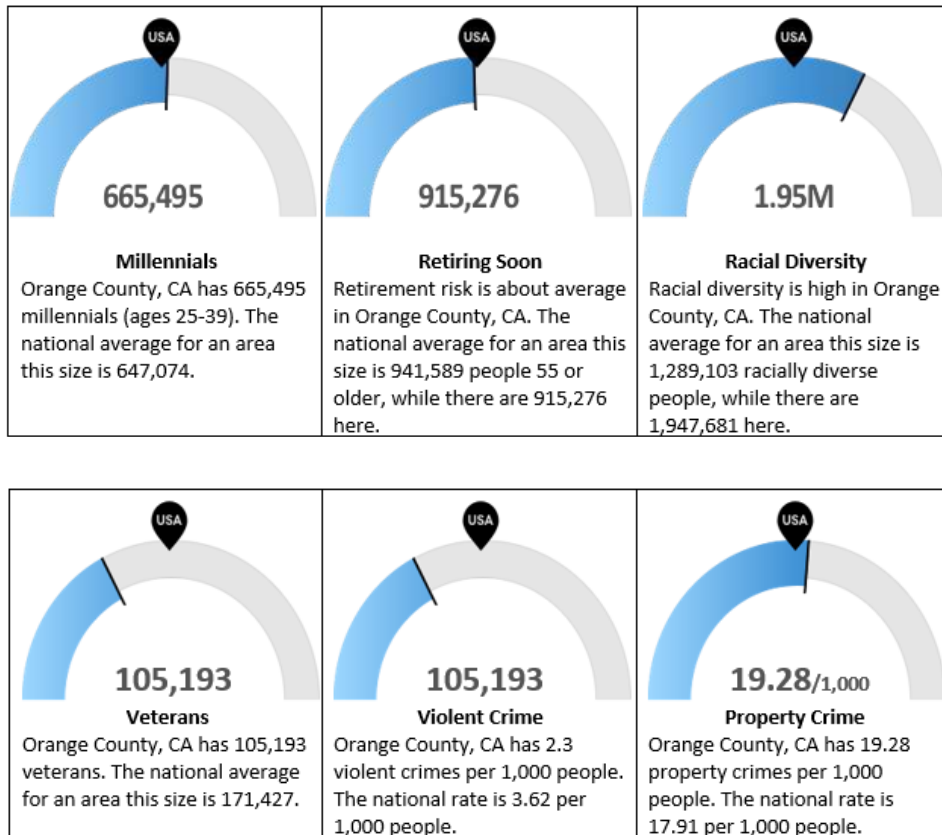 USA
665,495
Millennials
Orange County, CA has 665,495
millennials (ages 25-39). The
national average for an area
this size is 647,074.
USA
915,276
Retiring Soon
Retirement risk is about average
in Orange County, CA. The
national average for an area this
size is 941,589 people 55 or
older, while there are 915,276
here.
USA
1.95M
Racial Diversity
Racial diversity is high in Orange
County, CA. The national
average for an area this size is
1,289,103 racially diverse
people, while there are
1,947,681 here.
USA
105,193
Veterans
Orange County, CA has 105,193
veterans. The national average
for an area this size is 171,427.
USA
105,193
Violent Crime
Orange County, CA has 2.3
violent crimes per 1,000 people.
The national rate is 3.62 per
1,000 people.
USA
19.28/1,000
Property Crime
Orange County, CA has 19.28
property crimes per 1,000
people. The national rate is
17.91 per 1,000 people.